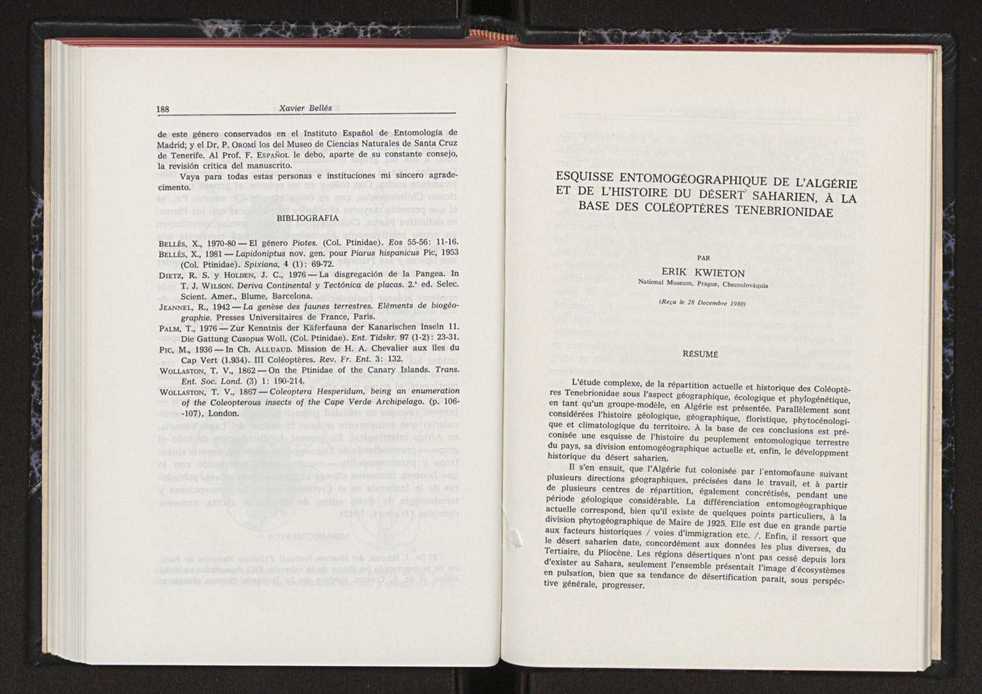 188 Xavier Bellés
de este género conservados en el Instituto Español de Entomología de
Madrid; y el Dr. P. OROMÍ los del Museo de Ciencias Naturales de Santa Cruz
de Tenerife. Al Prof. F. ESPAÑOL le debo, aparte de su constante consejo,
la revisión crítica del manuscrito.
Vaya para todas estas personas e instituciones mi sincero agrade-
cimento.
BIBLIOGRAFIA
BELLÉS, X., 1970-80 — El género Piotes. (Col. Ptinidae). Eos 55-56: 11-16.
BELLÉS, X., 1981 — Lapidoniptus nov. gen. pour Piarus hispanicus Pic, 1953
(Col. Ptinidae). Spixiana, 4 (1): 69-72.
DIETZ, R. S. y HOLDEN, J. C., 1976 — La disgregación de la Pangea. In
T. J. WILSON. Deriva Continental y Tectónica de placas. 2.ª ed. Selec.
Scient. Amer., Blume, Barcelona.
JEANNEL, R., 1942 — La genèse des faunes terrestres. Eléments de biogéo-
graphie. Presses Universitaires de France, Paris.
PALM, T., 1976 — Zur Kenntnis der Käferfauna der Kanarischen Inseln 11.
Die Gattung Casopus Woll. (Col. Ptinidae). Ent. Tidskr. 97 (1-2): 23-31.
PIC, M., 1936 — In Ch. ALLUAUD. Mission de H. A. Chevalier aux îles du
Cap Vert (1.934). III Coléoptères. Rev. Fr. Ent. 3: 132.
WOLLASTON, T. V., 1862 — On the Ptinidae of the Canary Islands. Trans.
Ent. Soc. Lond. (3) 1: 190-214.
WOLLASTON, T. V., 1867 — Coleoptera Hesperidum, being an enumeration
of the Coleopterous insects of the Cape Verde Archipelago. (p. 106-
-107), London.
ESQUISSE ENTOMOGÉOGRAPHIQUE DE L'ALGÉRIE
ET DE L'HISTOIRE DU DÉSERT SAHARIEN, À LA
BASE DES COLÉOPTÈRES TENEBRIONIDAE
PAR
ERIK KWIETON
National Museum, Prague, Checoslováquia
(Reçu le 28 Decembre 1980)
RÉSUMÉ
L'étude complexe, de la répartition actuelle et historique des Coléoptè-
res Tenebrionidae sous l'aspect géographique, écologique et phylogénétique,
en tant qu'un groupe-modèle, en Algérie est présentée. Parallèlement sont
considérées l'histoire géologique, géographique, floristique, phytocénologi-
que et climatologique du territoire. À la base de ces conclusions est pré-
conisée une esquisse de l'histoire du peuplement entomologique terrestre
du pays, sa division entomogéographique actuelle et, enfin, le développment
historique du désert saharien.
Il s'en ensuit, que l'Algérie fut colonisée par l'entomofaune suivant
plusieurs directions géographiques, précisées dans le travail, et à partir
de plusieurs centres de répartition, également concrétisés, pendant une
période géologique considérable. La différenciation entomogéographique
actuelle correspond, bien qu'il existe de quelques points particuliers, à la
division phytogéographique de Maire de 1925. Elle est due en grande partie
aux facteurs historiques / voies d'immigration etc. /. Enfin, il ressort que
le désert saharien date, concordément aux données les plus diverses, du
Tertiaire, du Pliocène. Les régions désertiques n'ont pas cessé depuis lors
d'exister au Sahara, seulement l'ensemble présentait l'image d'écosystèmes
en pulsation, bien que sa tendance de désertification parait, sous perspéc-
tive générale, progresser.